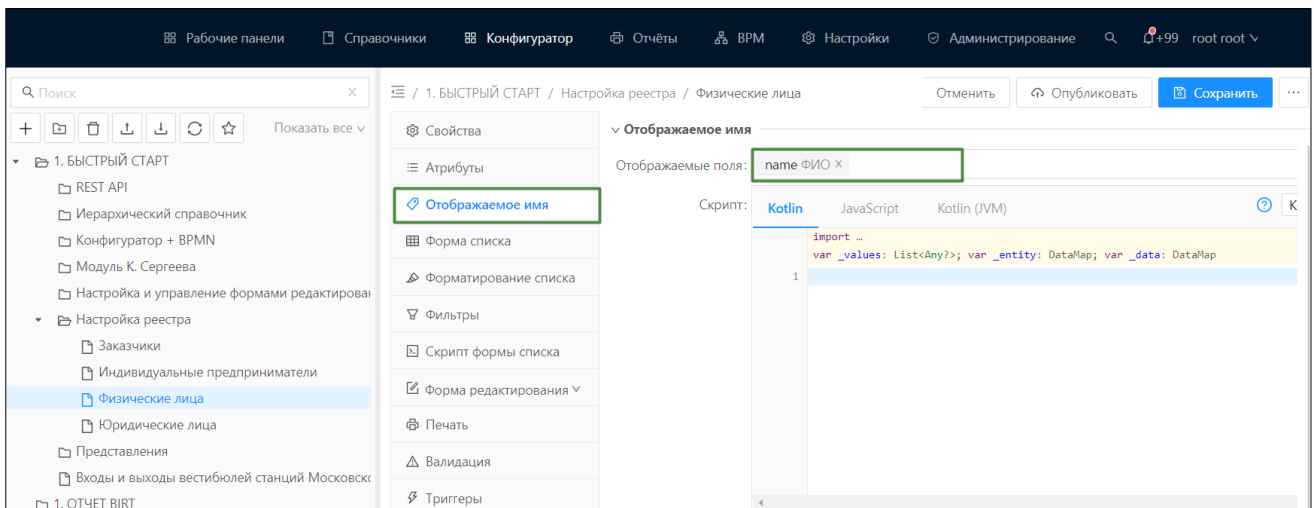 Рабочие панели Справочники Конфигуратор Отчёты BPM Настройки Администрирование +99 root root
Поиск
1. БЫСТРЫЙ СТАРТ / Настройка реестра / Физические лица
Отменить Опубликовать Сохранить ...
Показать все
1. БЫСТРЫЙ СТАРТ
REST API
Иерархический справочник
Конфигуратор + BPMN
Модуль К. Сергеева
Настройка и управление формами редактирован
Настройка реестра
Заказчики
Индивидуальные предприниматели
Физические лица
Юридические лица
Представления
Входы и выходы вестибюлей станций Московско
1. ОТЧЕТ BIRT
Свойства
Атрибуты
Отображаемое имя
Форма списка
Форматирование списка
Фильтры
Скрипт формы списка
Форма редактирования
Печать
Валидация
Триггеры
Отображаемое имя
Отображаемые поля: name ФИО ×
Скрипт: Kotlin JavaScript Kotlin (JVM) K
import …
var _values: List<Any?>; var _entity: DataMap; var _data: DataMap
1